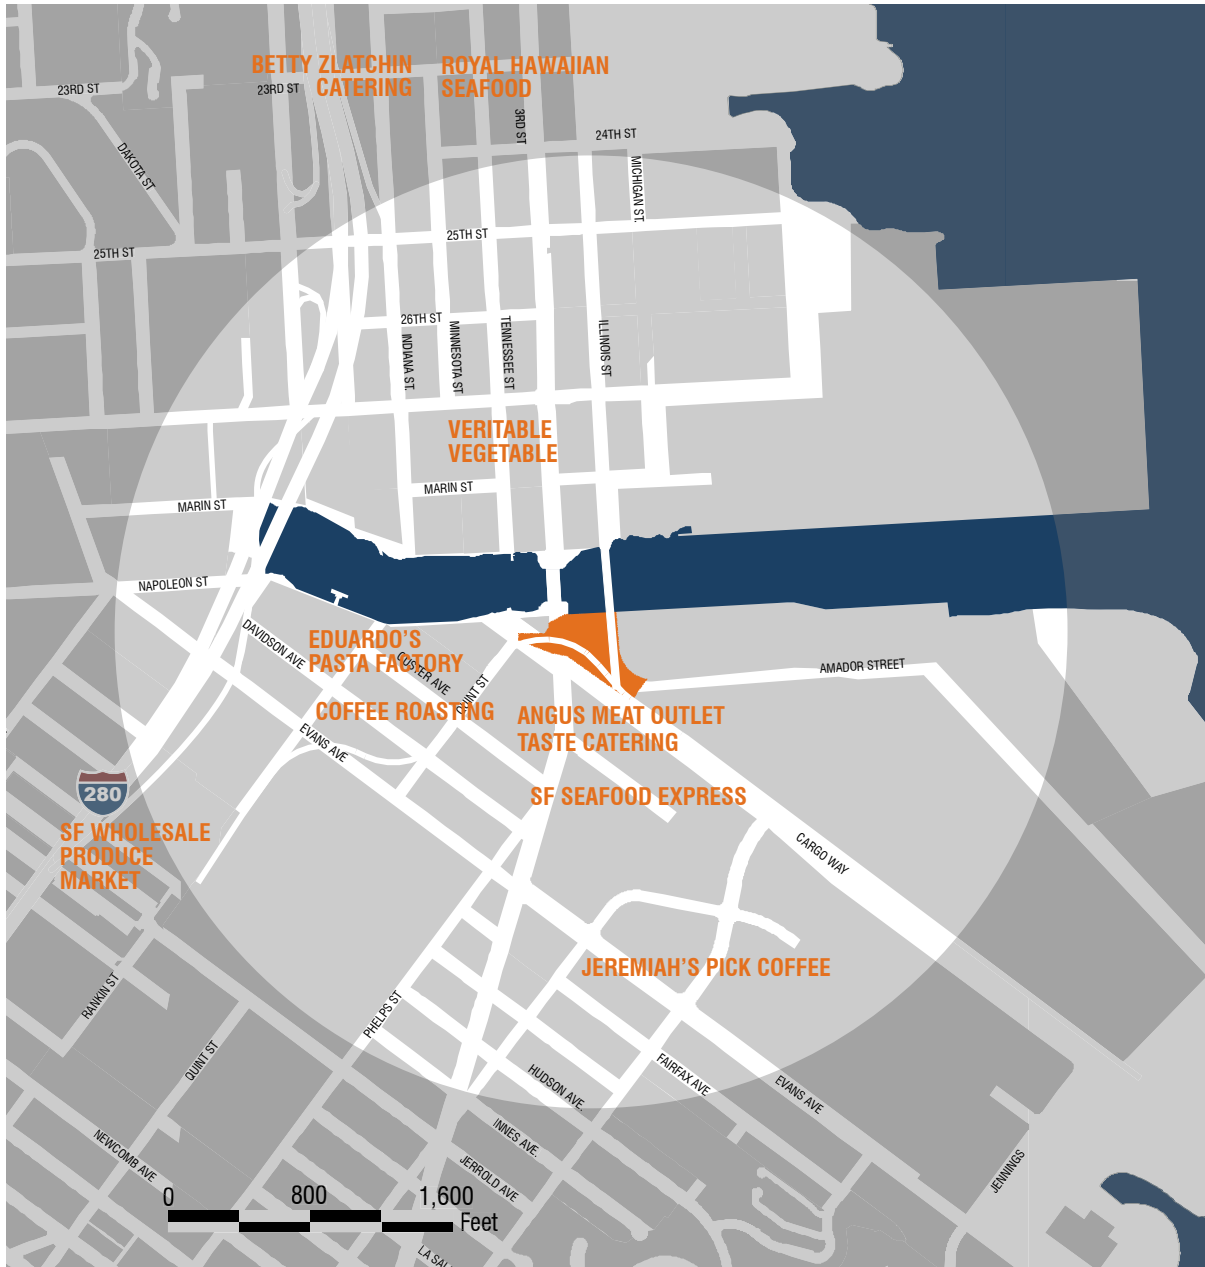 BETTY ZLATCHIN
CATERING
ROYAL HAWAIIAN
SEAFOOD
23RD ST
23RD ST
3RD ST
24TH ST
DAKOTA ST
MICHIGAN ST.
25TH ST
25TH ST
26TH ST
INDIANA ST.
MINNESOTA ST
TENNESSEE ST
ILLINOIS ST
VERITABLE
VEGETABLE
MARIN ST
MARIN ST
NAPOLEON ST
DAVIDSON AVE
EDUARDO'S
PASTA FACTORY
CUSTER AVE
QUINT ST
AMADOR STREET
COFFEE ROASTING
ANGUS MEAT OUTLET
TASTE CATERING
EVANS AVE
280
SF SEAFOOD EXPRESS
SF WHOLESALE
PRODUCE
MARKET
CARGO WAY
JEREMIAH'S PICK COFFEE
RANKIN ST
PHELPS ST
QUINT ST
HUDSON AVE.
FAIRFAX AVE
EVANS AVE
INNES AVE.
JERROLD AVE
NEWCOMB AVE
JENNINGS
0 800 1,600
Feet
LA SAL